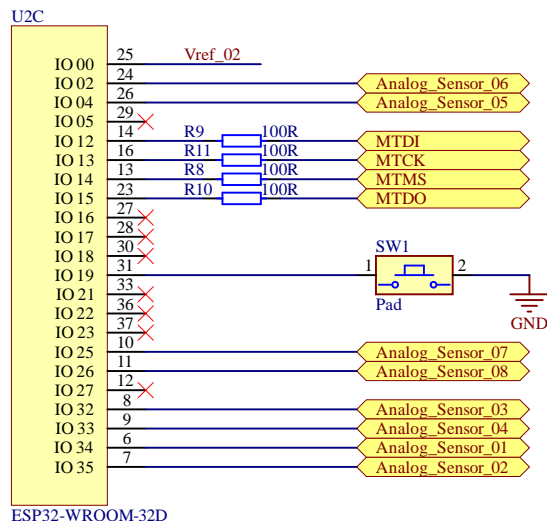 U2C
IO 00 25 Vref_02
IO 02 24 Analog_Sensor_06
IO 04 26 Analog_Sensor_05
IO 05 29
IO 12 14 R9 100R MTDI
IO 13 16 R11 100R MTCK
IO 14 13 R8 100R MTMS
IO 15 23 R10 100R MTDO
IO 16 27
IO 17 28
IO 18 30
SW1
IO 19 31 1 2
Pad
GND
IO 21 33
IO 22 36
IO 23 37
IO 25 10 Analog_Sensor_07
IO 26 11 Analog_Sensor_08
IO 27 12
IO 32 8 Analog_Sensor_03
IO 33 9 Analog_Sensor_04
IO 34 6 Analog_Sensor_01
IO 35 7 Analog_Sensor_02
ESP32-WROOM-32D